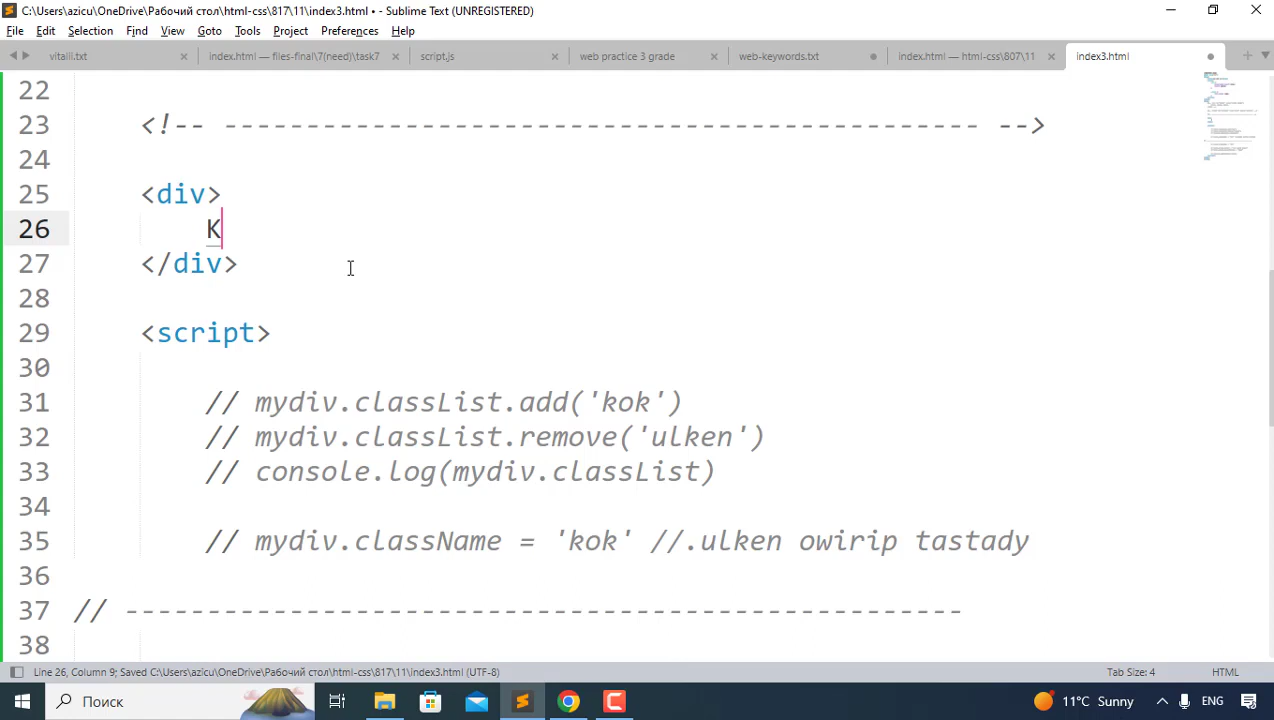 C:\Users\azicu\OneDrive\Рабочий стол\html-css\817\11\index3.html • - Sublime Text (UNREGISTERED)
File Edit Selection Find View Goto Tools Project Preferences Help
vitalii.txt index.html — files-final\7(need)\task7 script.js web practice 3 grade web-keywords.txt index.html — html-css\807\11 index3.html
22
23 <!-- ---------------------------------------------- -->
24
25 <div>
26 K
27 </div>
28
29 <script>
30
31 // mydiv.classList.add('kok')
32 // mydiv.classList.remove('ulken')
33 // console.log(mydiv.classList)
34
35 // mydiv.className = 'kok' //.ulken owirip tastady
36
37 // ---------------------------------------------------
38
Line 26, Column 9; Saved C:\Users\azicu\OneDrive\Рабочий стол\html-css\817\11\index3.html (UTF-8) Tab Size: 4 HTML
Поиск 11°C Sunny ENG